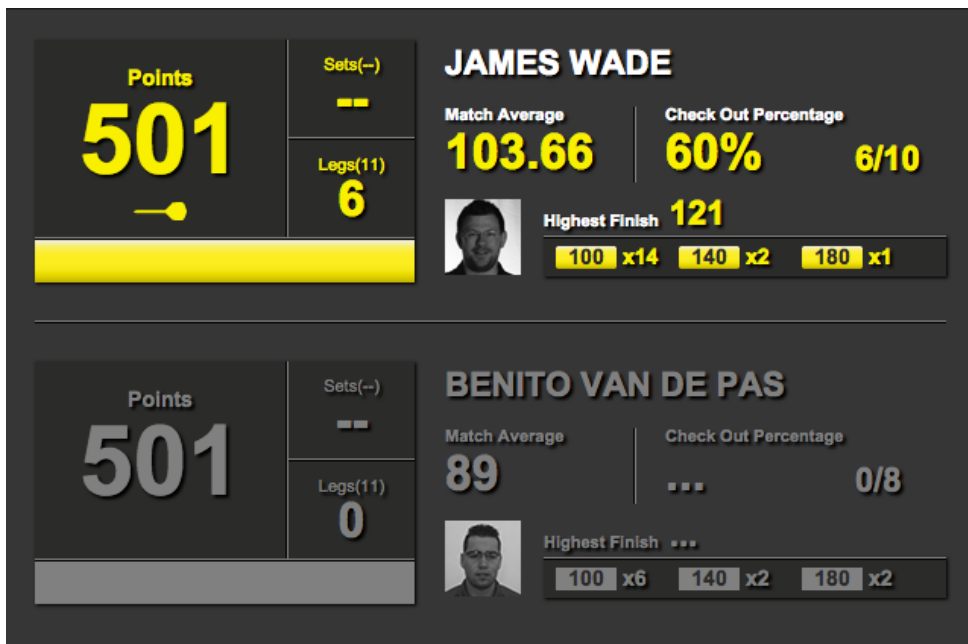 JAMES WADE
Points
501
Sets(--)
--
Legs(11)
6
Match Average
103.66
Check Out Percentage
60% 6/10
Highest Finish 121
100 x14 140 x2 180 x1
BENITO VAN DE PAS
Points
501
Sets(--)
--
Legs(11)
0
Match Average
89
Check Out Percentage
... 0/8
Highest Finish ...
100 x6 140 x2 180 x2